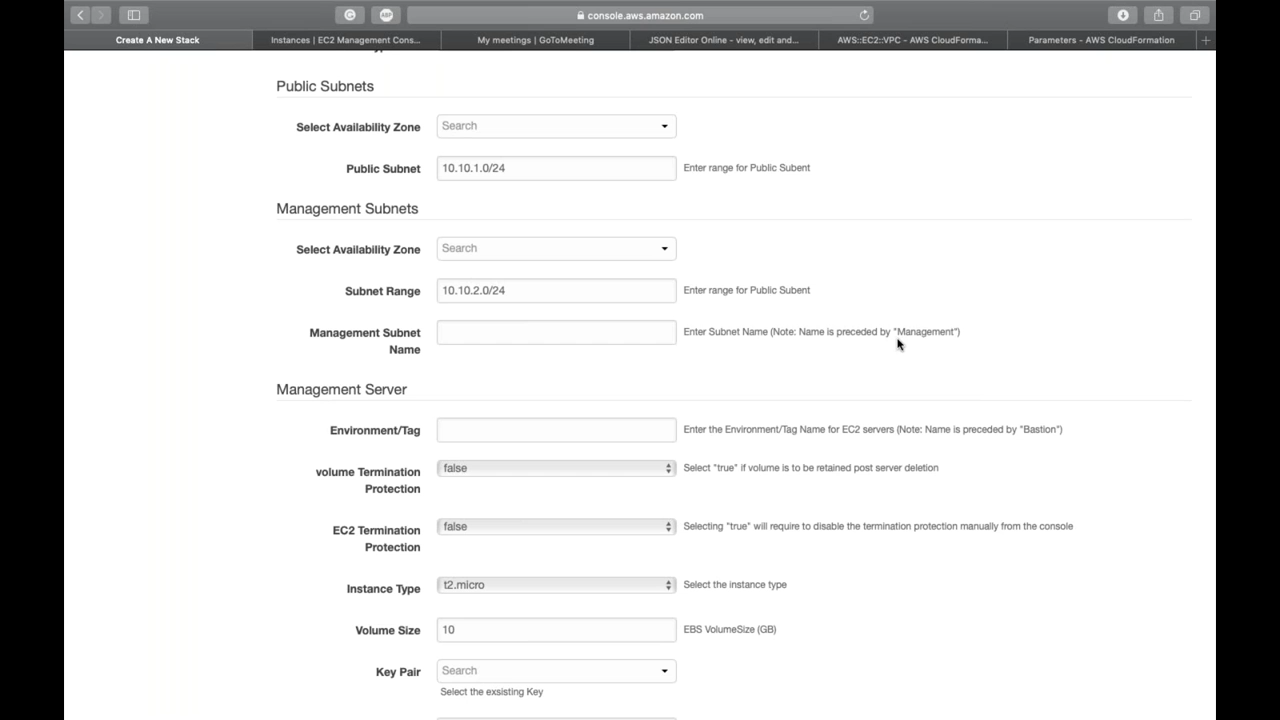 console.aws.amazon.com
Create A New Stack
Instances | EC2 Management Cons...
My meetings | GoToMeeting
JSON Editor Online - view, edit and...
AWS::EC2::VPC - AWS CloudForma...
Parameters - AWS CloudFormation
Public Subnets
Select Availability Zone
Search
Public Subnet
10.10.1.0/24
Enter range for Public Subent
Management Subnets
Select Availability Zone
Search
Subnet Range
10.10.2.0/24
Enter range for Public Subent
Management Subnet
Name
Enter Subnet Name (Note: Name is preceded by "Management")
Management Server
Environment/Tag
Enter the Environment/Tag Name for EC2 servers (Note: Name is preceded by "Bastion")
volume Termination
Protection
false
Select "true" if volume is to be retained post server deletion
EC2 Termination
Protection
false
Selecting "true" will require to disable the termination protection manually from the console
Instance Type
t2.micro
Select the instance type
Volume Size
10
EBS VolumeSize (GB)
Key Pair
Search
Select the exsisting Key